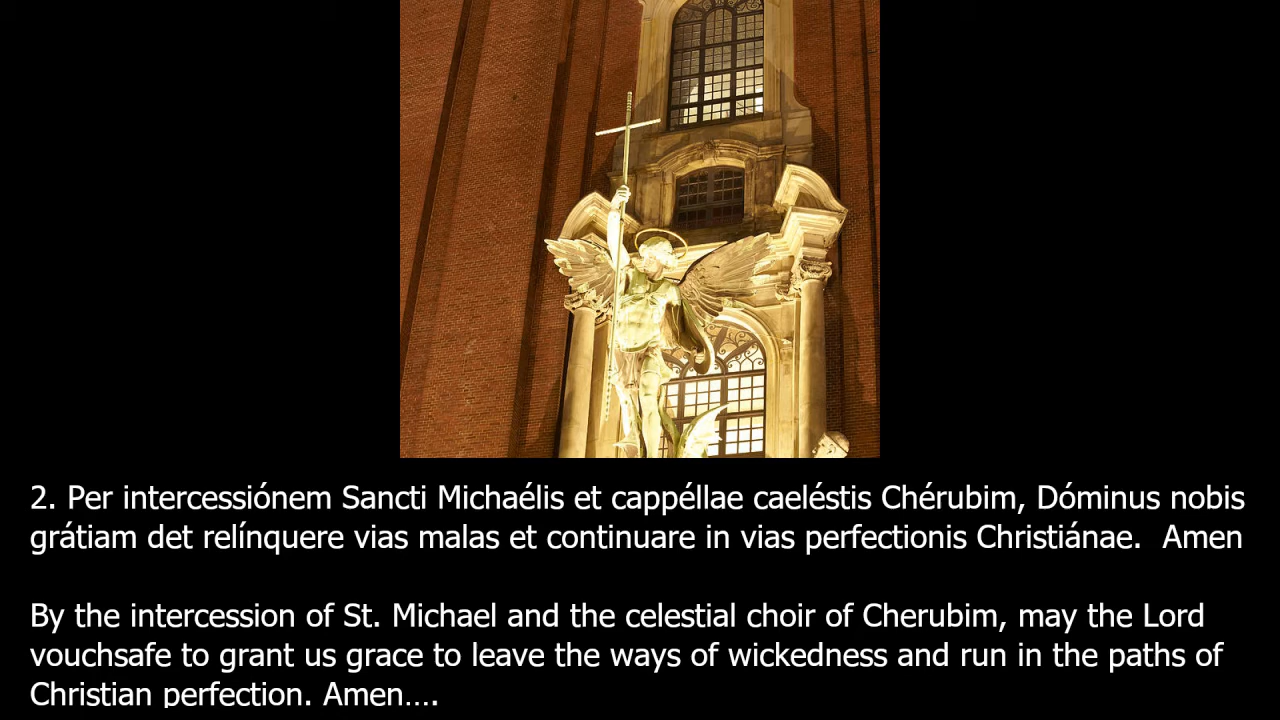 2. Per intercessiónem Sancti Michaélis et cappéllae caeléstis Chérubim, Dóminus nobis
grátiam det relínquere vias malas et continuare in vias perfectionis Christiánae.  Amen
By the intercession of St. Michael and the celestial choir of Cherubim, may the Lord
vouchsafe to grant us grace to leave the ways of wickedness and run in the paths of
Christian perfection. Amen....